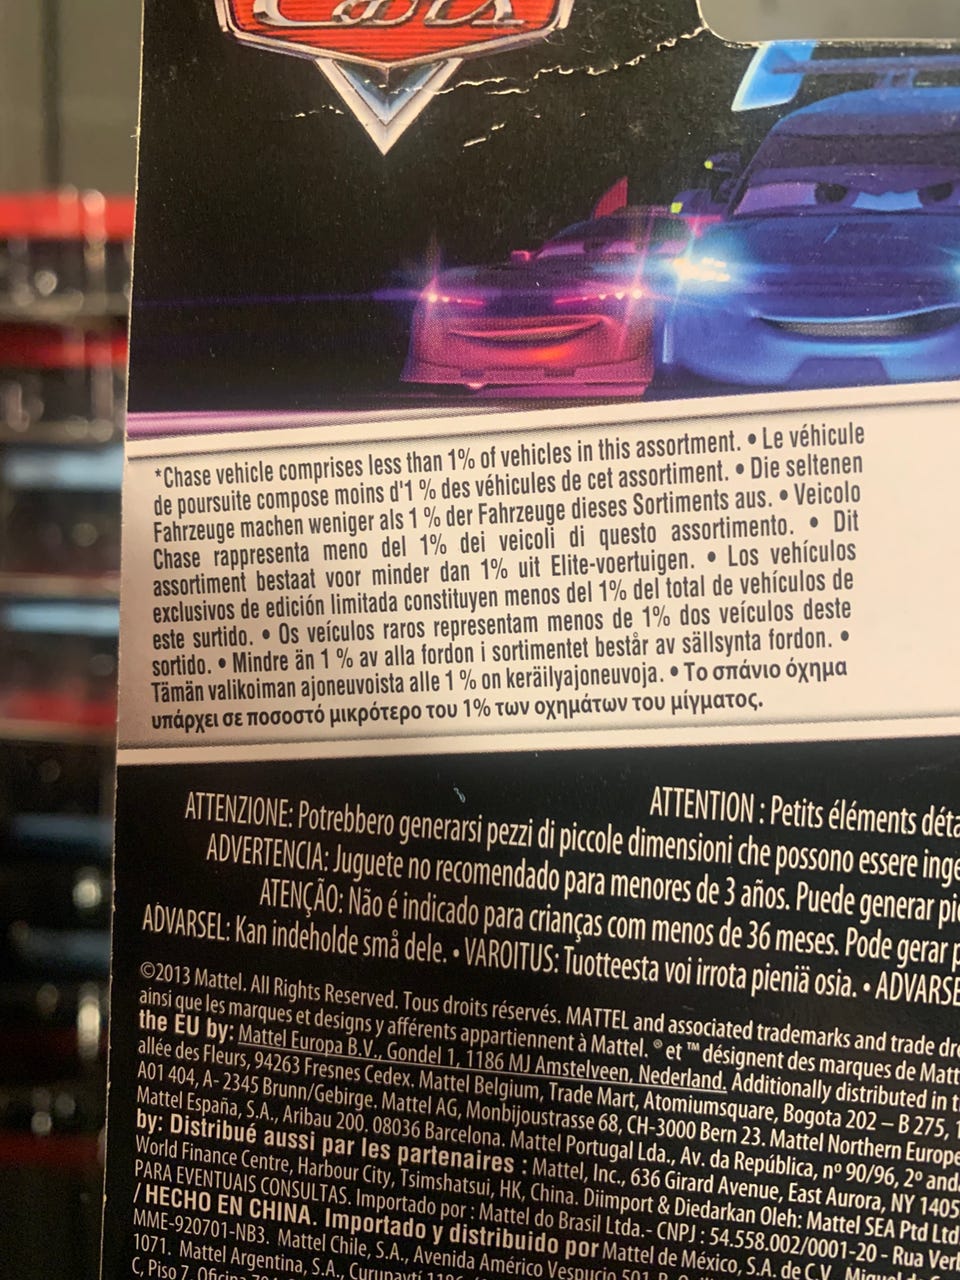 Cars
*Chase vehicle comprises less than 1% of vehicles in this assortment. • Le véhicule
de poursuite compose moins d'1 % des véhicules de cet assortiment. • Die seltenen
Fahrzeuge machen weniger als 1 % der Fahrzeuge dieses Sortiments aus. • Veicolo
Chase rappresenta meno del 1% dei veicoli di questo assortimento. • Dit
assortiment bestaat voor minder dan 1% uit Elite-voertuigen. • Los vehículos
exclusivos de edición limitada constituyen menos del 1% del total de vehículos de
este surtido. • Os veículos raros representam menos de 1% dos veículos deste
sortido. • Mindre än 1 % av alla fordon i sortimentet består av sällsynta fordon. •
Tämän valikoiman ajoneuvoista alle 1 % on keräilyajoneuvoja. • Το σπάνιο όχημα
υπάρχει σε ποσοστό μικρότερο του 1% των οχημάτων του μίγματος.
ATTENTION : Petits éléments déta
ATTENZIONE: Potrebbero generarsi pezzi di piccole dimensioni che possono essere inge
ADVERTENCIA: Juguete no recomendado para menores de 3 años. Puede generar pi
ATENÇÃO: Não é indicado para crianças com menos de 36 meses. Pode gerar p
ADVARSEL: Kan indeholde små dele. • VAROITUS: Tuotteesta voi irrota pieniä osia. • ADVARSE
©2013 Mattel. All Rights Reserved. Tous droits réservés. MATTEL and associated trademarks and trade dre
ainsi que les marques et designs y afférents appartiennent à Mattel. ® et ™ désignent des marques de Matt
the EU by: Mattel Europa B.V., Gondel 1, 1186 MJ Amstelveen, Nederland. Additionally distributed in t
allée des Fleurs, 94263 Fresnes Cedex. Mattel Belgium, Trade Mart, Atomiumsquare, Bogota 202 – B 275, 1
A01 404, A- 2345 Brunn/Gebirge. Mattel AG, Monbijoustrasse 68, CH-3000 Bern 23. Mattel Northern Europe
Mattel España, S.A., Aribau 200. 08036 Barcelona. Mattel Portugal Lda., Av. da República, nº 90/96, 2º anda
by: Distribué aussi par les partenaires : Mattel, Inc., 636 Girard Avenue, East Aurora, NY 1405
World Finance Centre, Harbour City, Tsimshatsui, HK, China. Diimport & Diedarkan Oleh: Mattel SEA Ptd Ltd
PARA EVENTUAIS CONSULTAS. Importado por : Mattel do Brasil Ltda.- CNPJ : 54.558.002/0001-20 - Rua Verl
/ HECHO EN CHINA. Importado y distribuido por Mattel de México, S.A. de C.V., Miguel
MME-920701-NB3. Mattel Chile, S.A., Avenida Américo Vespucio 501
1071. Mattel Argentina, S.A., Curupaytí 1186
C, Piso 7, Oficina